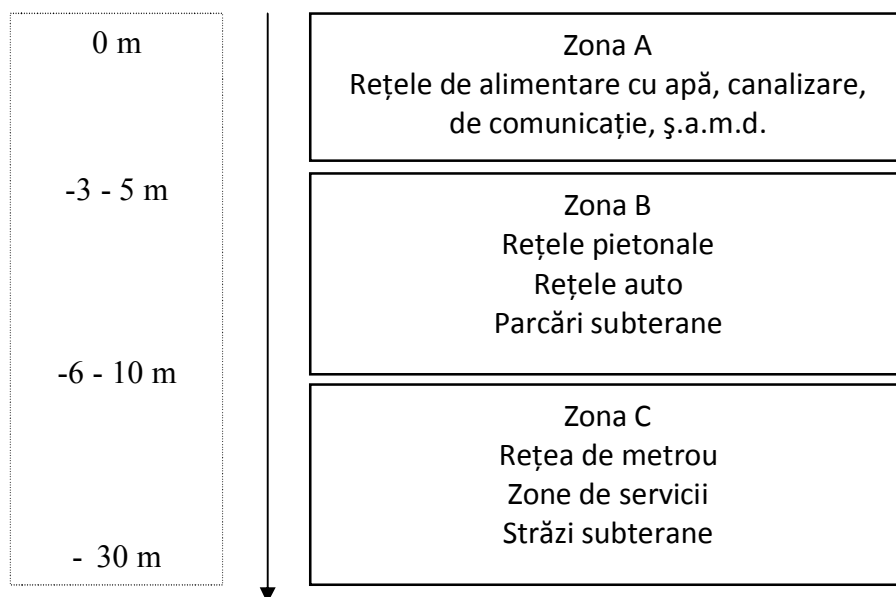 0 m
-3 - 5 m
-6 - 10 m
- 30 m
Zona A
Rețele de alimentare cu apă, canalizare,
de comunicație, ş.a.m.d.
Zona B
Rețele pietonale
Rețele auto
Parcări subterane
Zona C
Rețea de metrou
Zone de servicii
Străzi subterane